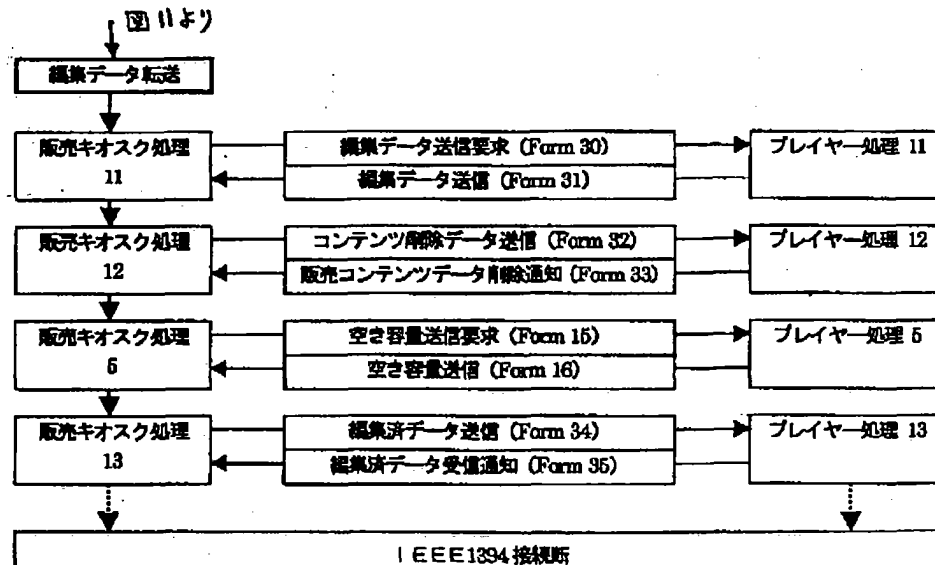 図11より
編集データ転送
販売キオスク処理
11
編集データ送信要求 (Form 30)
編集データ送信 (Form 31)
プレイヤー処理 11
販売キオスク処理
12
コンテンツ削除データ送信 (Form 32)
販売コンテンツデータ削除通知 (Form 33)
プレイヤー処理 12
販売キオスク処理
5
空き容量送信要求 (Form 15)
空き容量送信 (Form 16)
プレイヤー処理 5
販売キオスク処理
13
編集済データ送信 (Form 34)
編集済データ受信通知 (Form 35)
プレイヤー処理 13
IEEE1394接続断